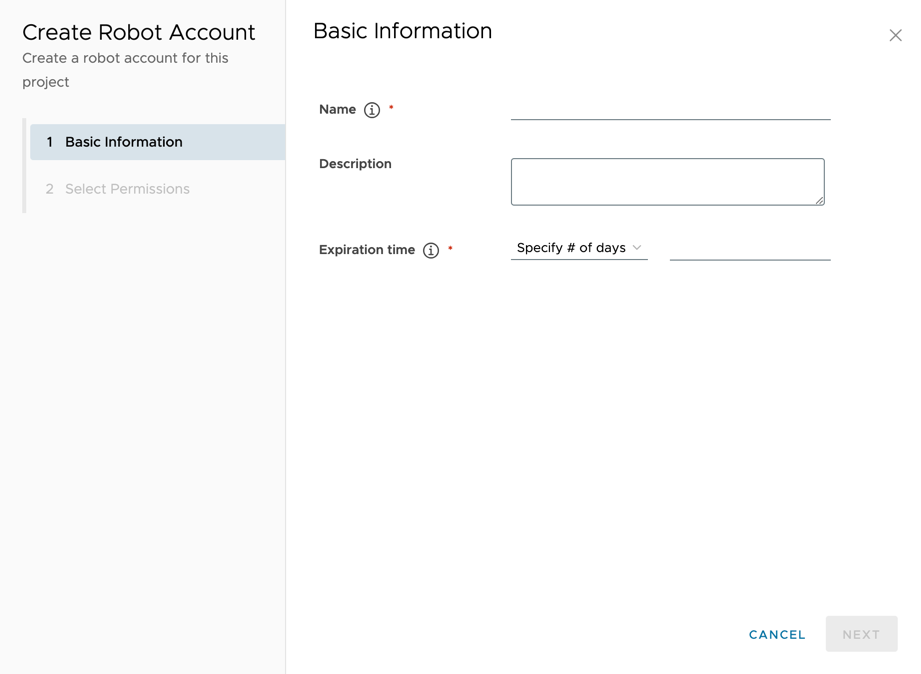 Create Robot Account
Create a robot account for this
project
1 Basic Information
2 Select Permissions
Basic Information
Name *
Description
Expiration time * Specify # of days
CANCEL NEXT